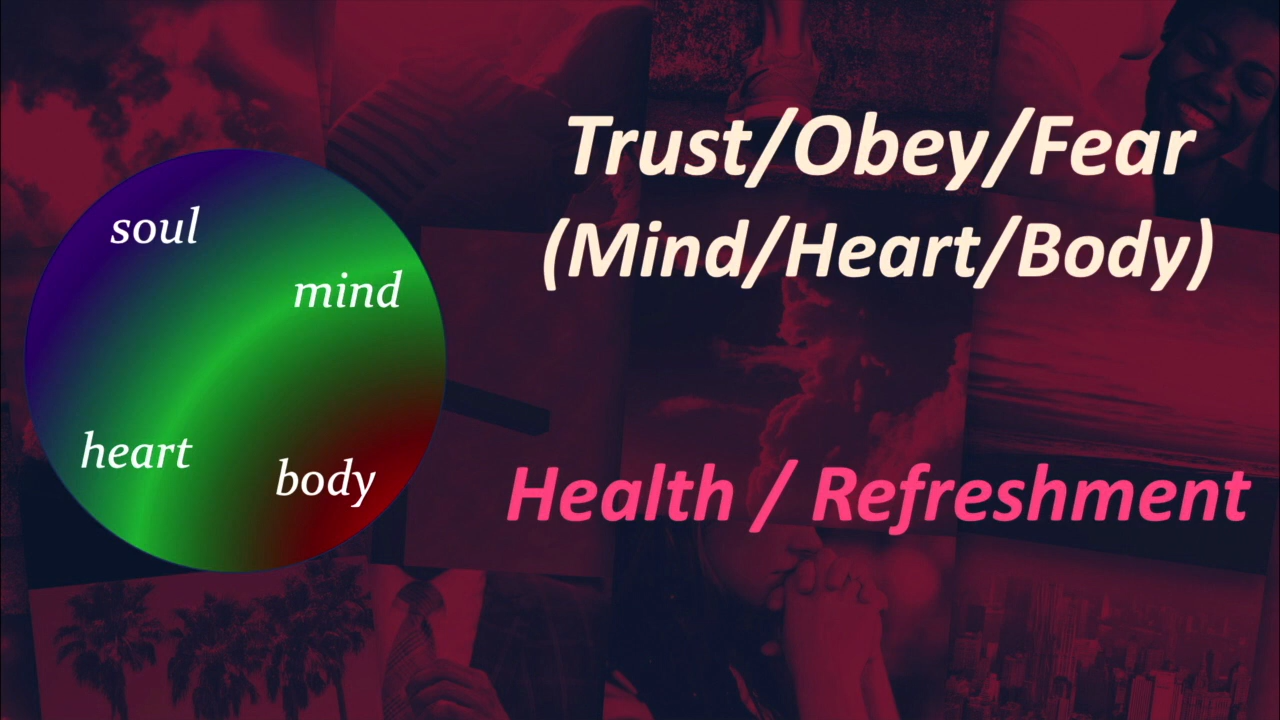 soul
mind
heart
body
Trust/Obey/Fear
(Mind/Heart/Body)
Health / Refreshment